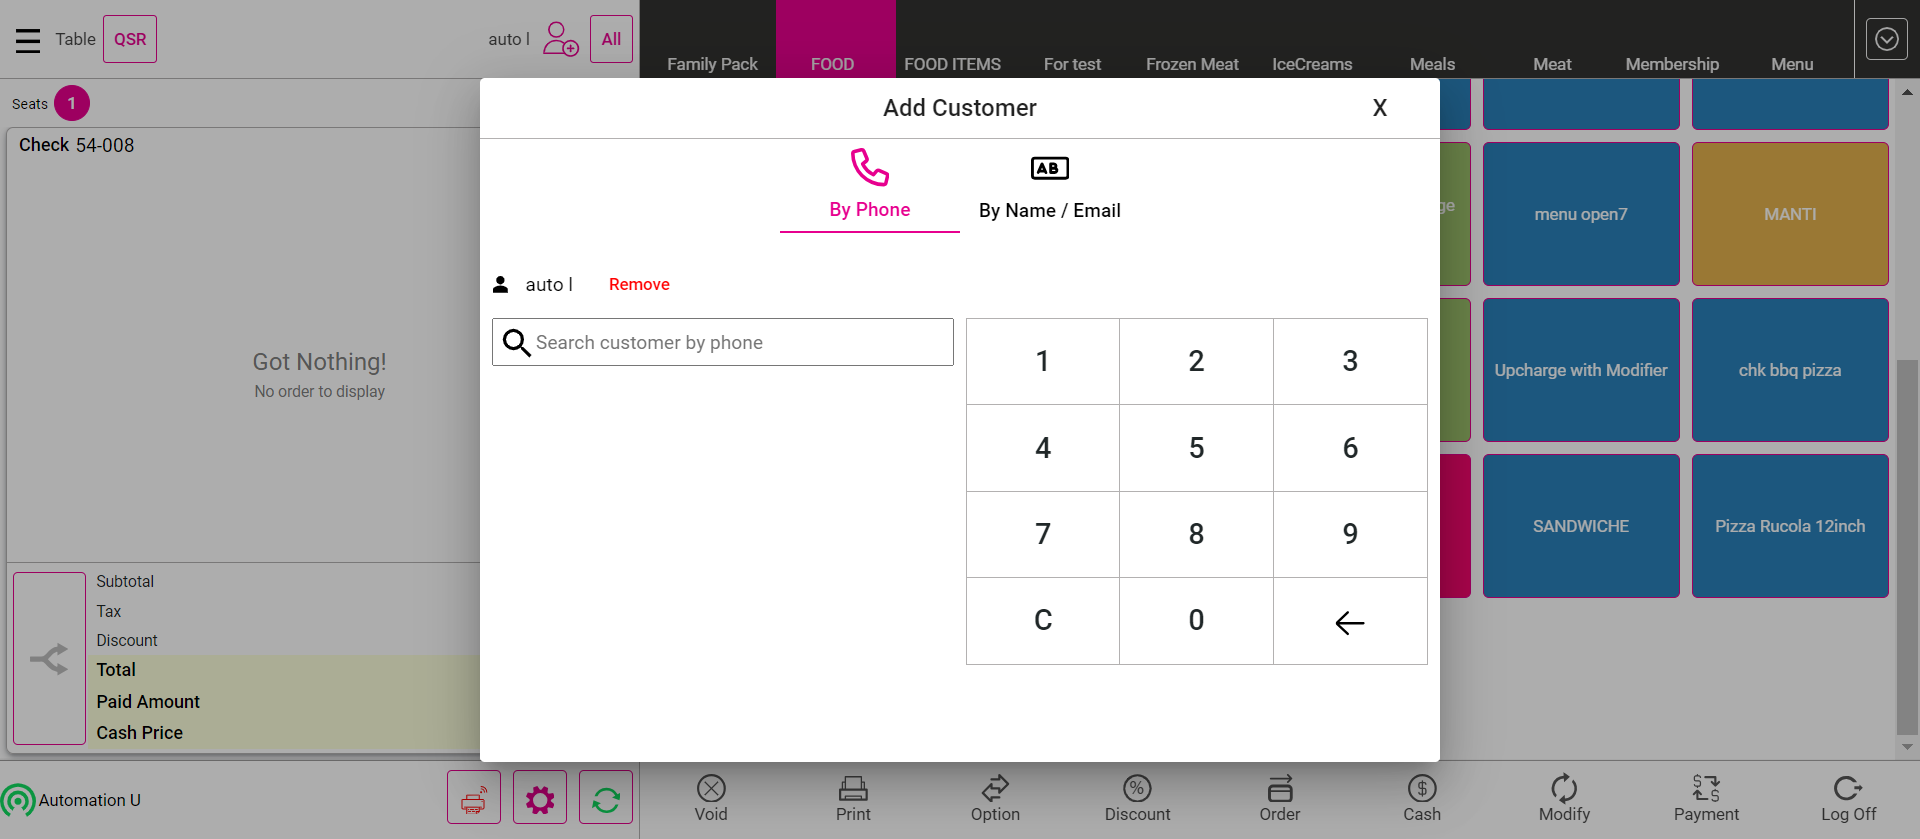 Table QSR auto l All
Family Pack FOOD FOOD ITEMS For test Frozen Meat IceCreams Meals Meat Membership Menu
Seats 1
Check 54-008
Got Nothing!
No order to display
Subtotal
Tax
Discount
Total
Paid Amount
Cash Price
Add Customer X
AB
By Phone By Name / Email
auto l Remove
Search customer by phone
1 2 3
4 5 6
7 8 9
C 0
menu open7 MANTI
Upcharge with Modifier chk bbq pizza
SANDWICHE Pizza Rucola 12inch
Automation U
Void Print Option Discount Order Cash Modify Payment Log Off